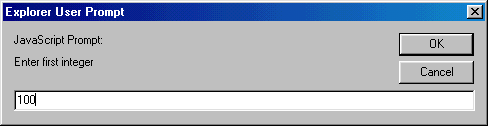 Explorer User Prompt
JavaScript Prompt:
OK
Enter first integer
Cancel
100